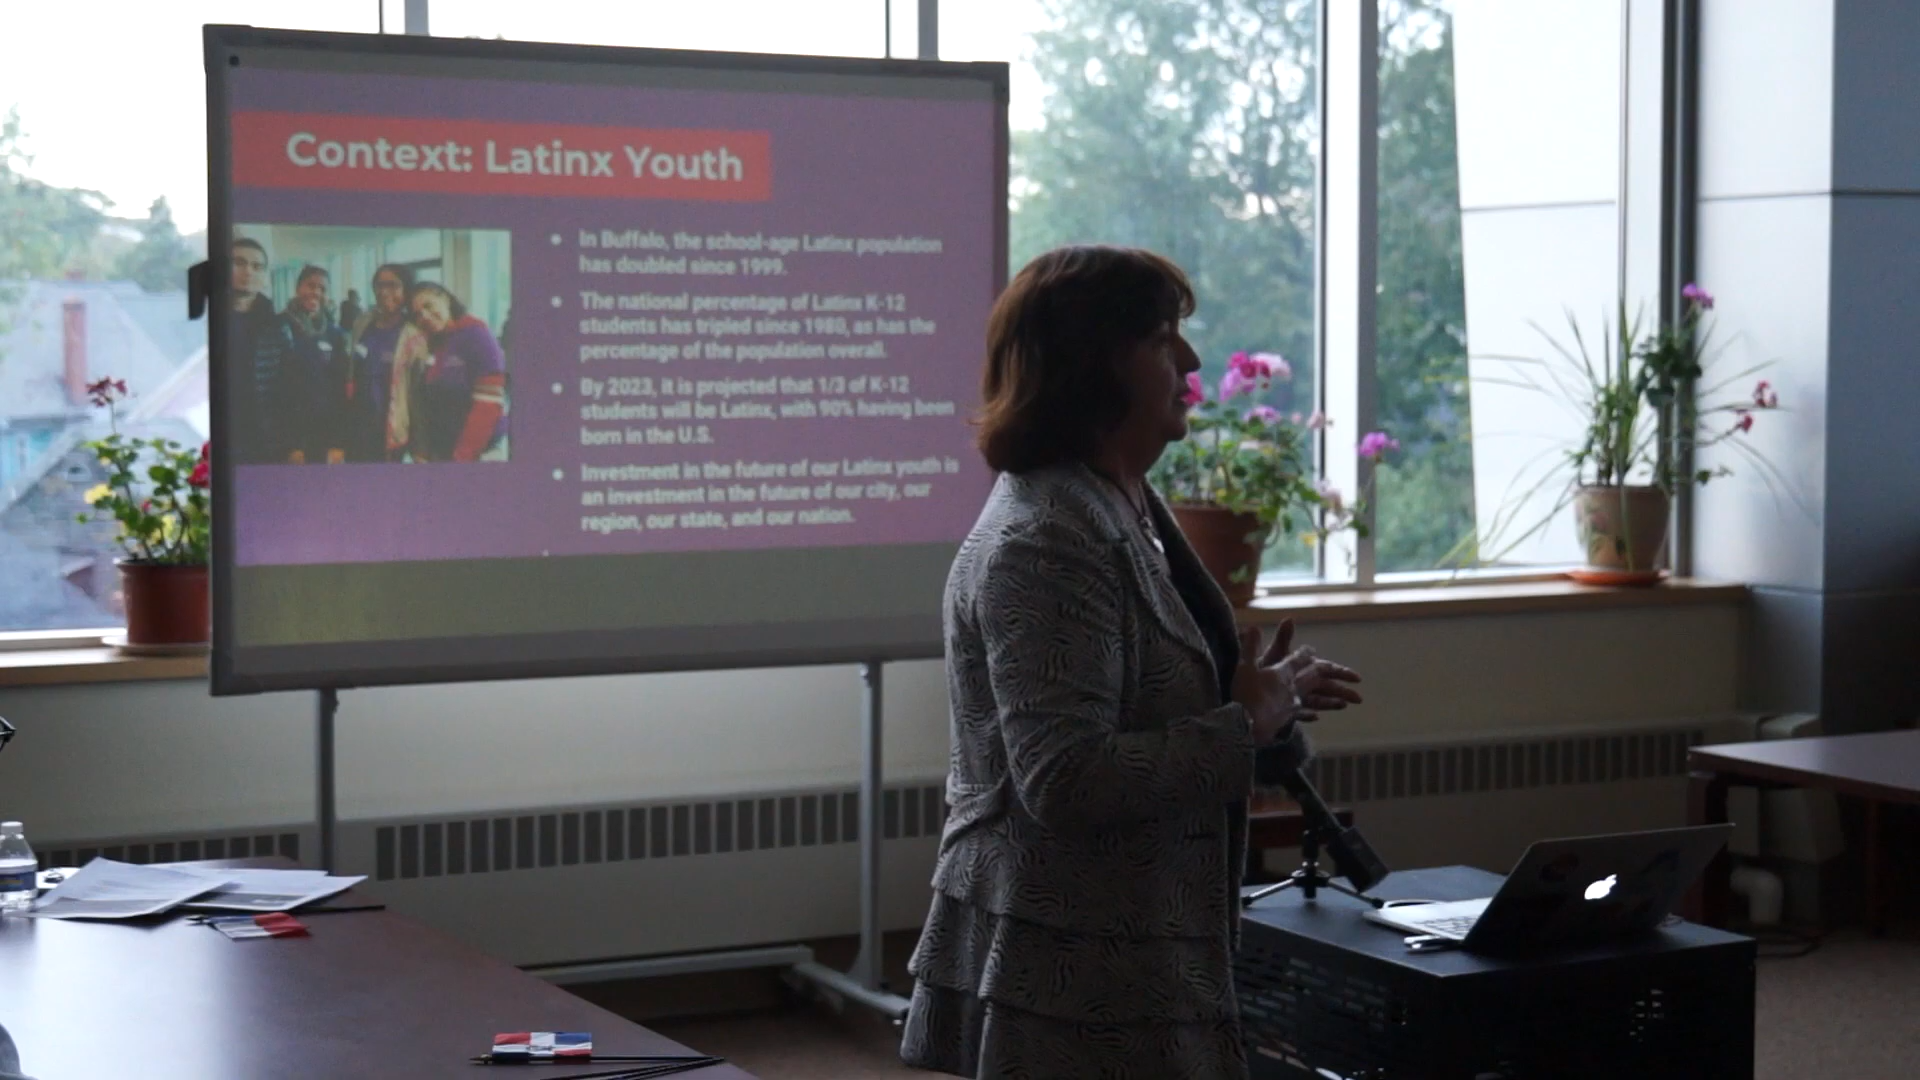 Context: Latinx Youth
In Buffalo, the school-age Latinx population
has doubled since 1999.
The national percentage of Latinx K-12
students has tripled since 1980, as has the
percentage of the population overall.
By 2023, it is projected that 1/3 of K-12
students will be Latinx, with 90% having been
born in the U.S.
Investment in the future of our Latinx youth is
an investment in the future of our city, our
region, our state, and our nation.